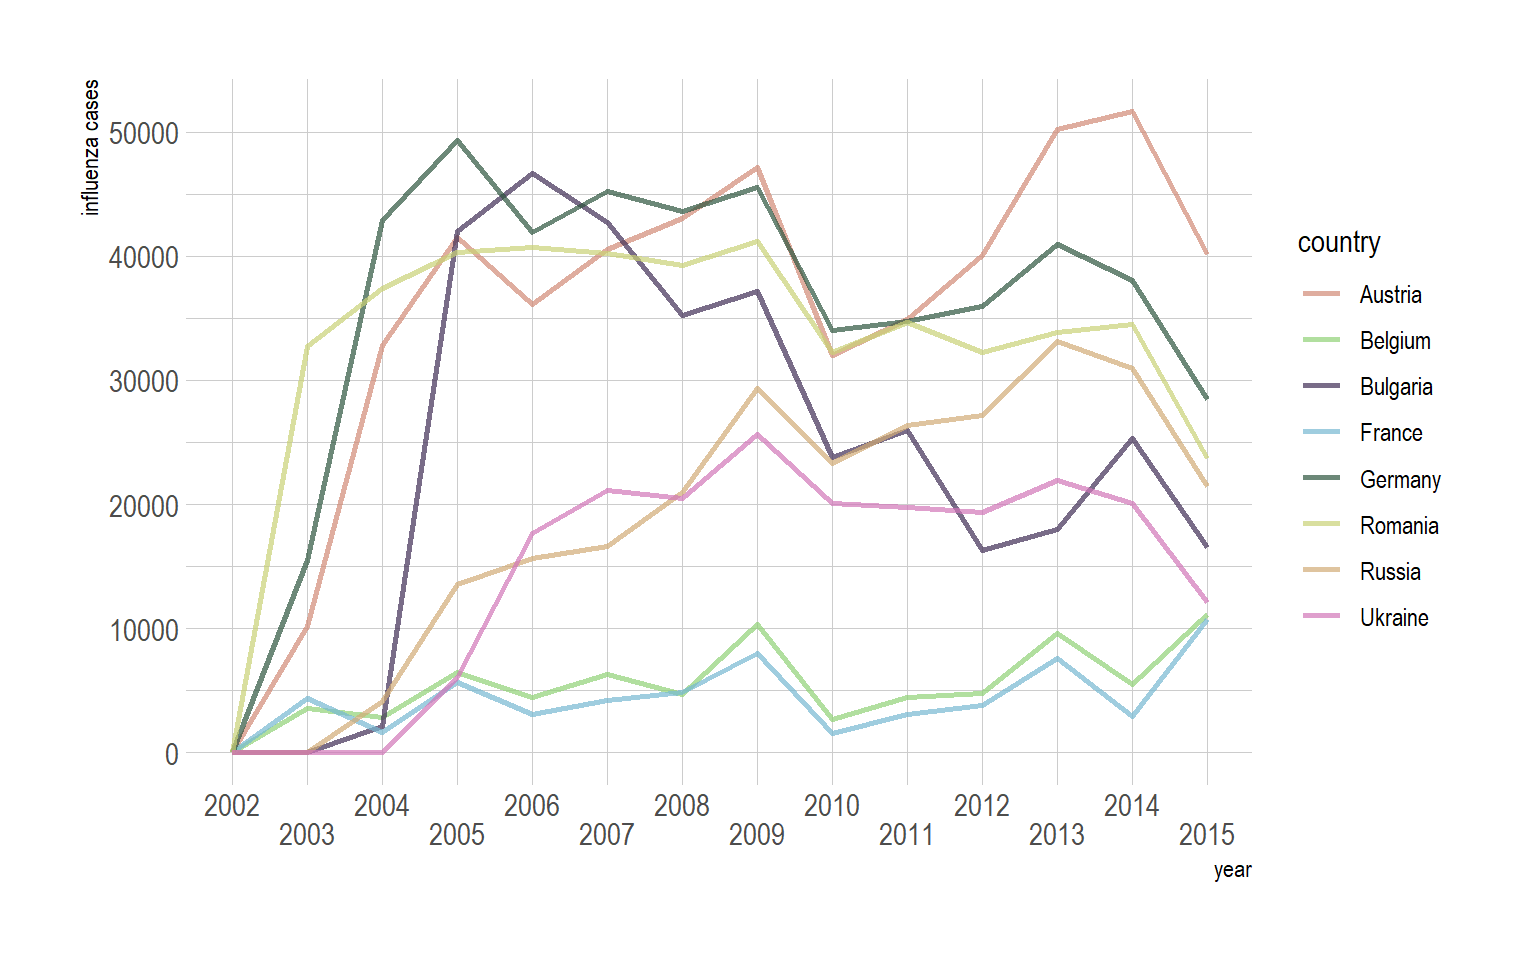 influenza cases
50000
40000
30000
20000
10000
0
2002 2004 2006 2008 2010 2012 2014
2003 2005 2007 2009 2011 2013 2015
year
country
Austria
Belgium
Bulgaria
France
Germany
Romania
Russia
Ukraine